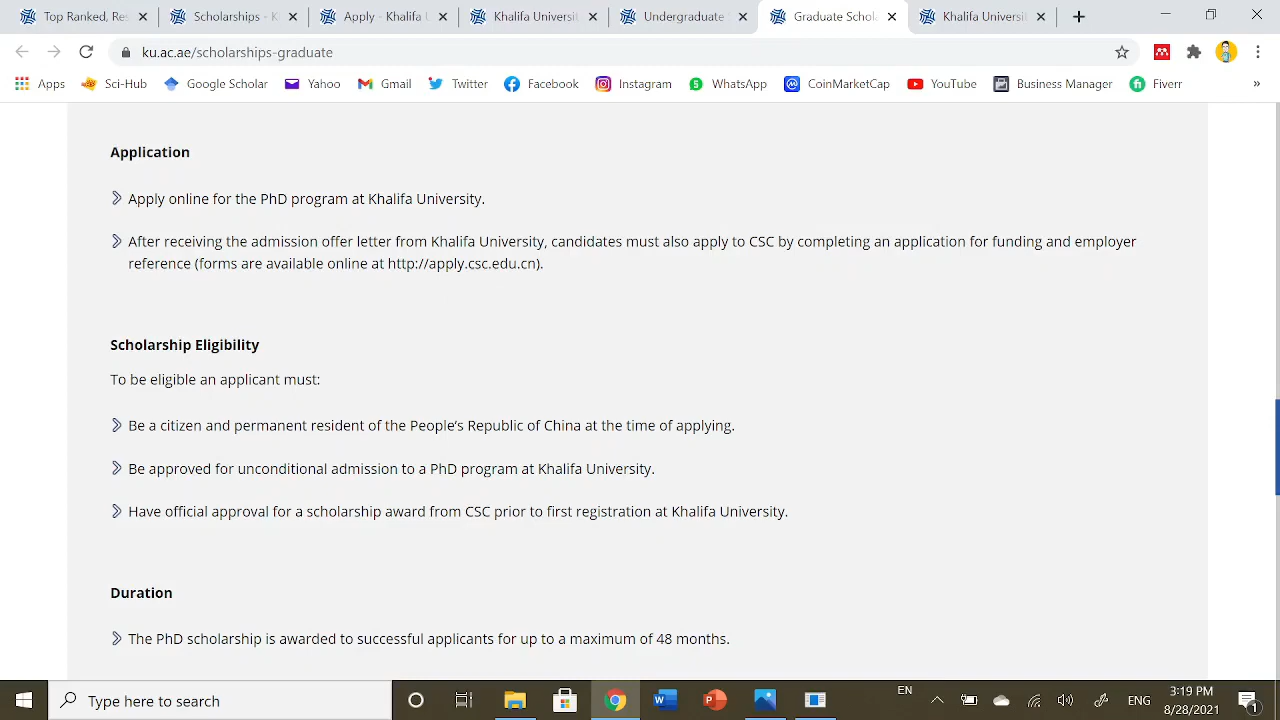 Top Ranked, Res
Scholarships - K
Apply - Khalifa U
Khalifa Universit
Undergraduate
Graduate Schol
Khalifa Universit
ku.ac.ae/scholarships-graduate
Apps
Sci-Hub
Google Scholar
Yahoo
Gmail
Twitter
Facebook
Instagram
WhatsApp
CoinMarketCap
YouTube
Business Manager
Fiverr
Application
Apply online for the PhD program at Khalifa University.
After receiving the admission offer letter from Khalifa University, candidates must also apply to CSC by completing an application for funding and employer
reference (forms are available online at http://apply.csc.edu.cn).
Scholarship Eligibility
To be eligible an applicant must:
Be a citizen and permanent resident of the People's Republic of China at the time of applying.
Be approved for unconditional admission to a PhD program at Khalifa University.
Have official approval for a scholarship award from CSC prior to first registration at Khalifa University.
Duration
The PhD scholarship is awarded to successful applicants for up to a maximum of 48 months.
Type here to search
EN
ENG
3:19 PM
8/28/2021
1